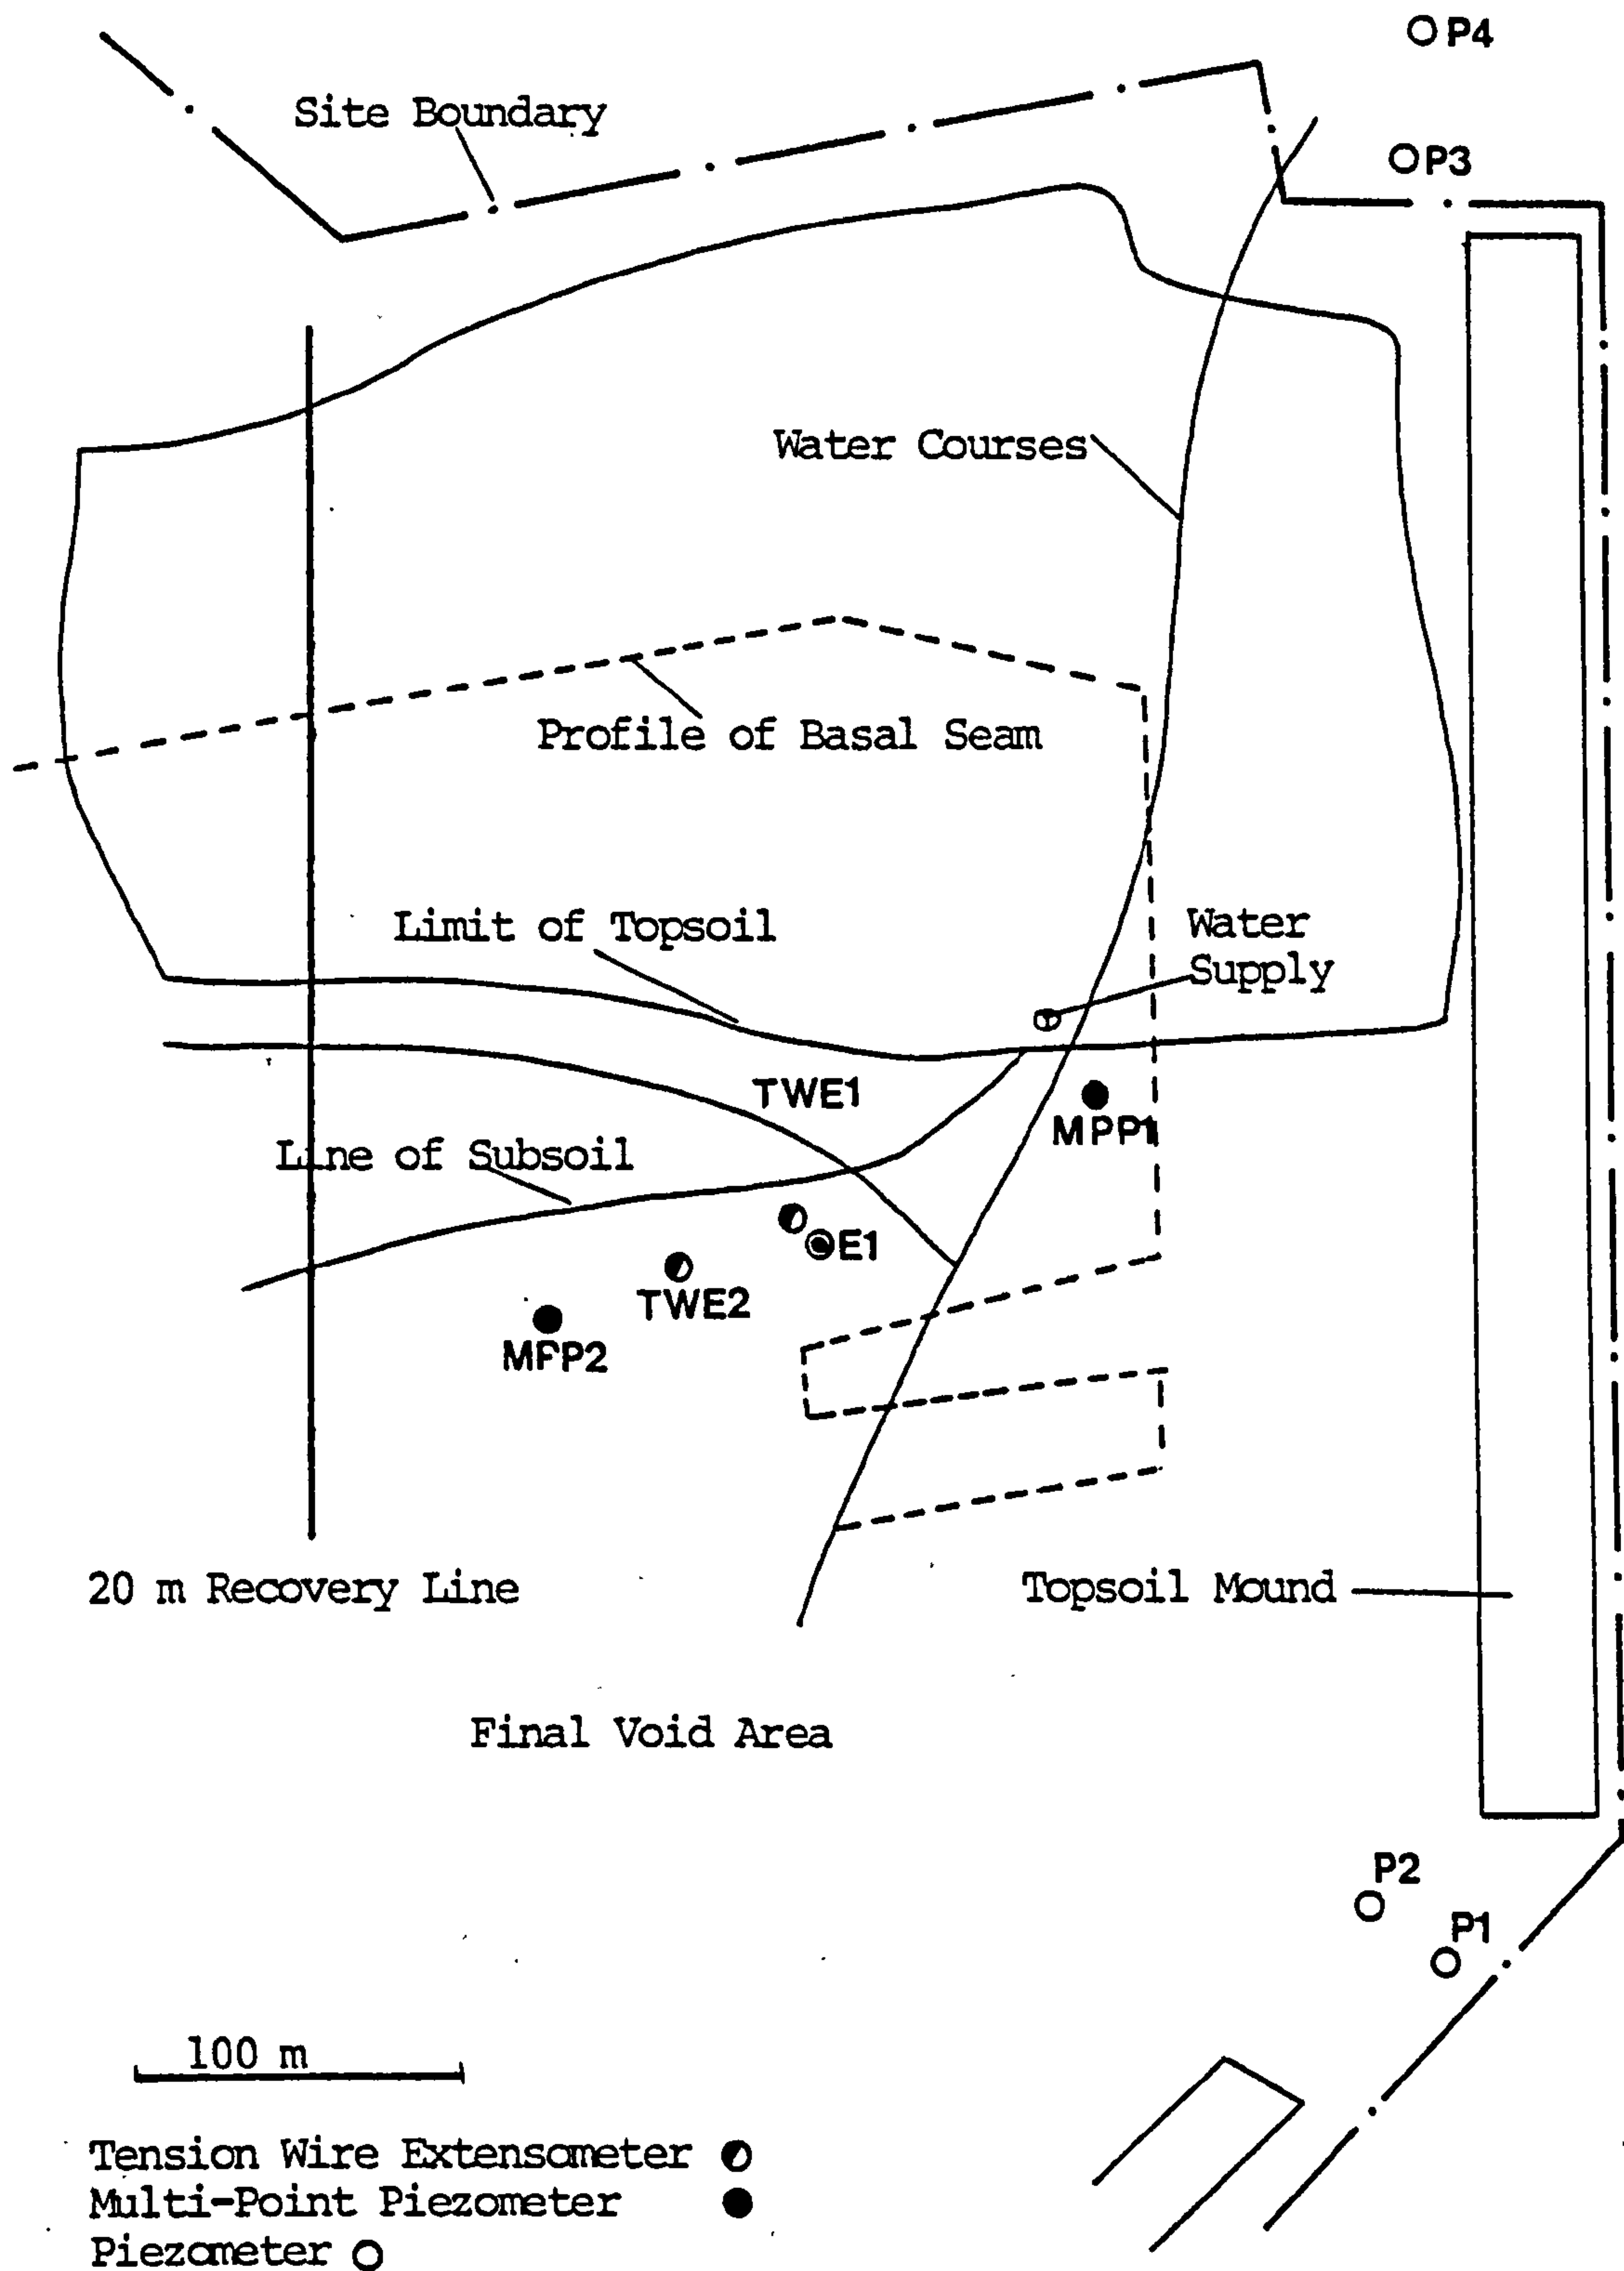 P4
Site Boundary
P3
Water Courses
Profile of Basal Seam
Limit of Topsoil
Water
Supply
TWE1
MPP1
Line of Subsoil
E1
TWE2
MPP2
20 m Recovery Line
Topsoil Mound
Final Void Area
P2
P1
100 m
Tension Wire Extensometer
Multi-Point Piezometer
Piezometer